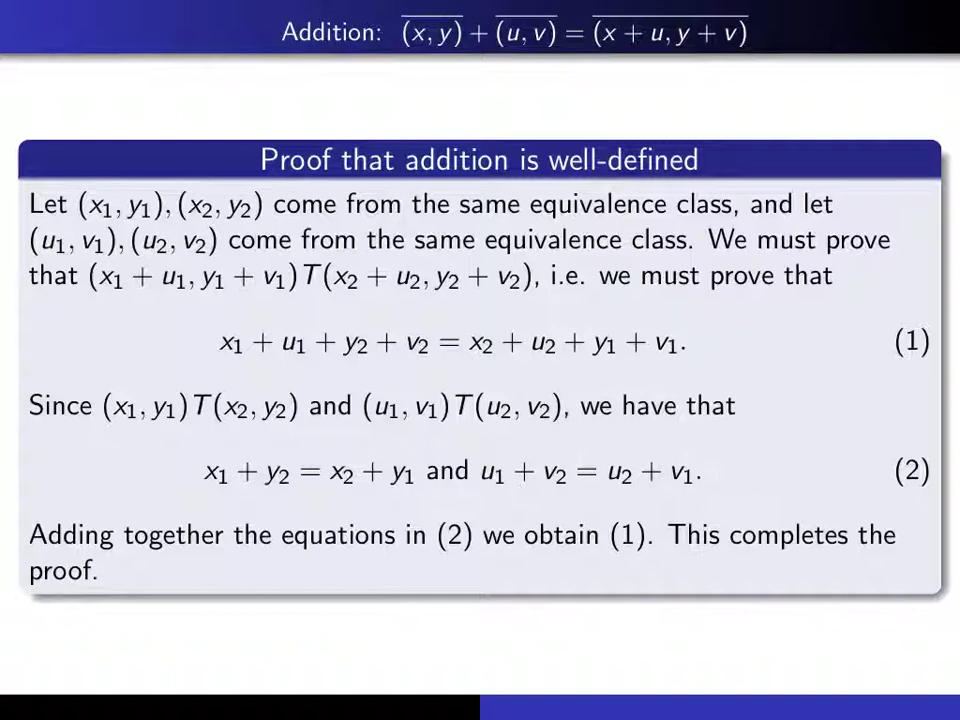 Addition: $\overline{(x, y)} + \overline{(u, v)} = \overline{(x + u, y + v)}$
Proof that addition is well-defined
Let $(x_1, y_1), (x_2, y_2)$ come from the same equivalence class, and let
$(u_1, v_1), (u_2, v_2)$ come from the same equivalence class. We must prove
that $(x_1 + u_1, y_1 + v_1)T(x_2 + u_2, y_2 + v_2)$, i.e. we must prove that
$x_1 + u_1 + y_2 + v_2 = x_2 + u_2 + y_1 + v_1.$ (1)
Since $(x_1, y_1)T(x_2, y_2)$ and $(u_1, v_1)T(u_2, v_2)$, we have that
$x_1 + y_2 = x_2 + y_1$ and $u_1 + v_2 = u_2 + v_1.$ (2)
Adding together the equations in (2) we obtain (1). This completes the
proof.